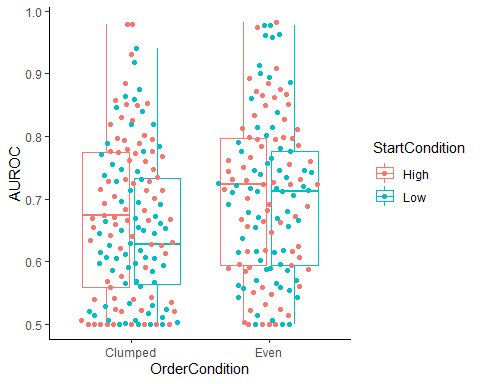 1.0
0.9
0.8
0.7
0.6
0.5
AUROC
Clumped Even
OrderCondition
StartCondition
High
Low